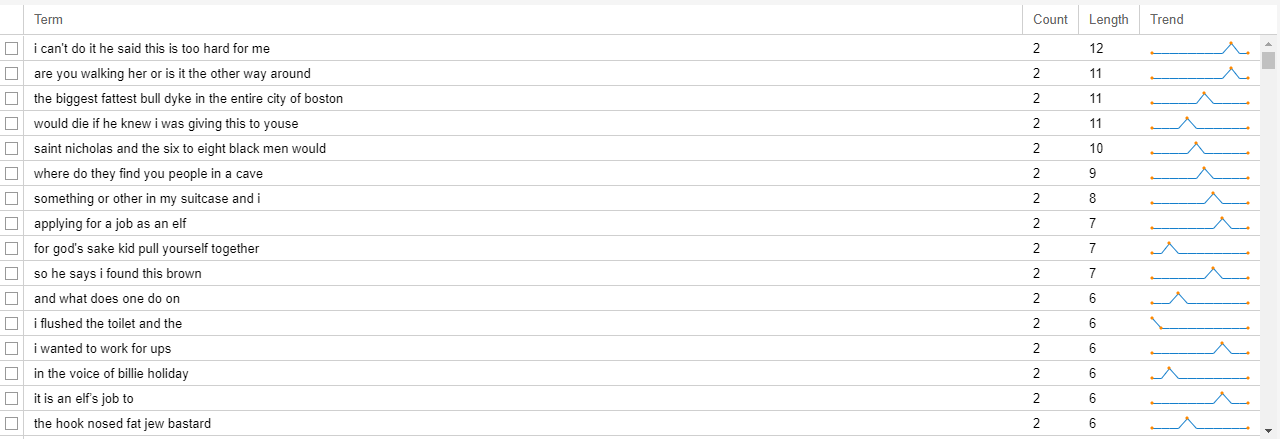 Term Count Length Trend
i can't do it he said this is too hard for me 2 12
are you walking her or is it the other way around 2 11
the biggest fattest bull dyke in the entire city of boston 2 11
would die if he knew i was giving this to youse 2 11
saint nicholas and the six to eight black men would 2 10
where do they find you people in a cave 2 9
something or other in my suitcase and i 2 8
applying for a job as an elf 2 7
for god's sake kid pull yourself together 2 7
so he says i found this brown 2 7
and what does one do on 2 6
i flushed the toilet and the 2 6
i wanted to work for ups 2 6
in the voice of billie holiday 2 6
it is an elf's job to 2 6
the hook nosed fat jew bastard 2 6